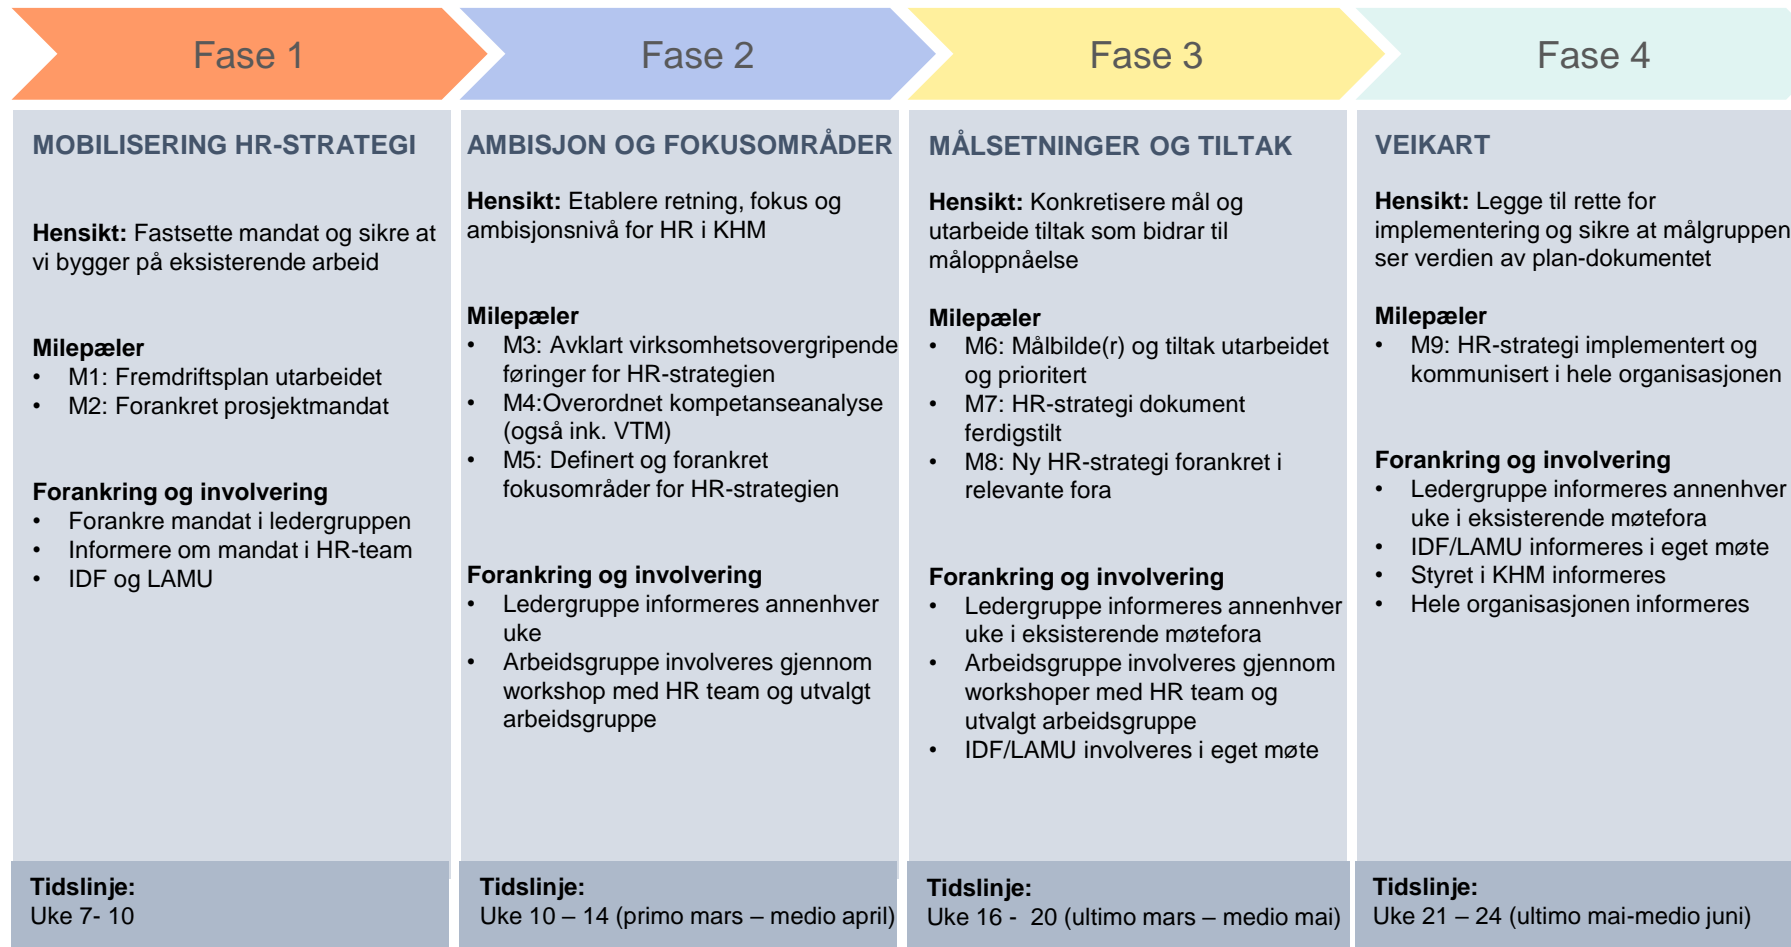 Fase 1
Fase 2
Fase 3
Fase 4
MOBILISERING HR-STRATEGI
Hensikt: Fastsette mandat og sikre at
vi bygger på eksisterende arbeid
Milepæler
• M1: Fremdriftsplan utarbeidet
• M2: Forankret prosjektmandat
Forankring og involvering
• Forankre mandat i ledergruppen
• Informere om mandat i HR-team
• IDF og LAMU
Tidslinje:
Uke 7- 10
AMBISJON OG FOKUSOMRÅDER
Hensikt: Etablere retning, fokus og
ambisjonsnivå for HR i KHM
Milepæler
• M3: Avklart virksomhetsovergripende
føringer for HR-strategien
• M4:Overordnet kompetanseanalyse
(også ink. VTM)
• M5: Definert og forankret
fokusområder for HR-strategien
Forankring og involvering
• Ledergruppe informeres annenhver
uke
• Arbeidsgruppe involveres gjennom
workshop med HR team og utvalgt
arbeidsgruppe
Tidslinje:
Uke 10 – 14 (primo mars – medio april)
MÅLSETNINGER OG TILTAK
Hensikt: Konkretisere mål og
utarbeide tiltak som bidrar til
måloppnåelse
Milepæler
• M6: Målbilde(r) og tiltak utarbeidet
og prioritert
• M7: HR-strategi dokument
ferdigstilt
• M8: Ny HR-strategi forankret i
relevante fora
Forankring og involvering
• Ledergruppe informeres annenhver
uke i eksisterende møtefora
• Arbeidsgruppe involveres gjennom
workshoper med HR team og
utvalgt arbeidsgruppe
• IDF/LAMU involveres i eget møte
Tidslinje:
Uke 16 - 20 (ultimo mars – medio mai)
VEIKART
Hensikt: Legge til rette for
implementering og sikre at målgruppen
ser verdien av plan-dokumentet
Milepæler
• M9: HR-strategi implementert og
kommunisert i hele organisasjonen
Forankring og involvering
• Ledergruppe informeres annenhver
uke i eksisterende møtefora
• IDF/LAMU informeres i eget møte
• Styret i KHM informeres
• Hele organisasjonen informeres
Tidslinje:
Uke 21 – 24 (ultimo mai-medio juni)